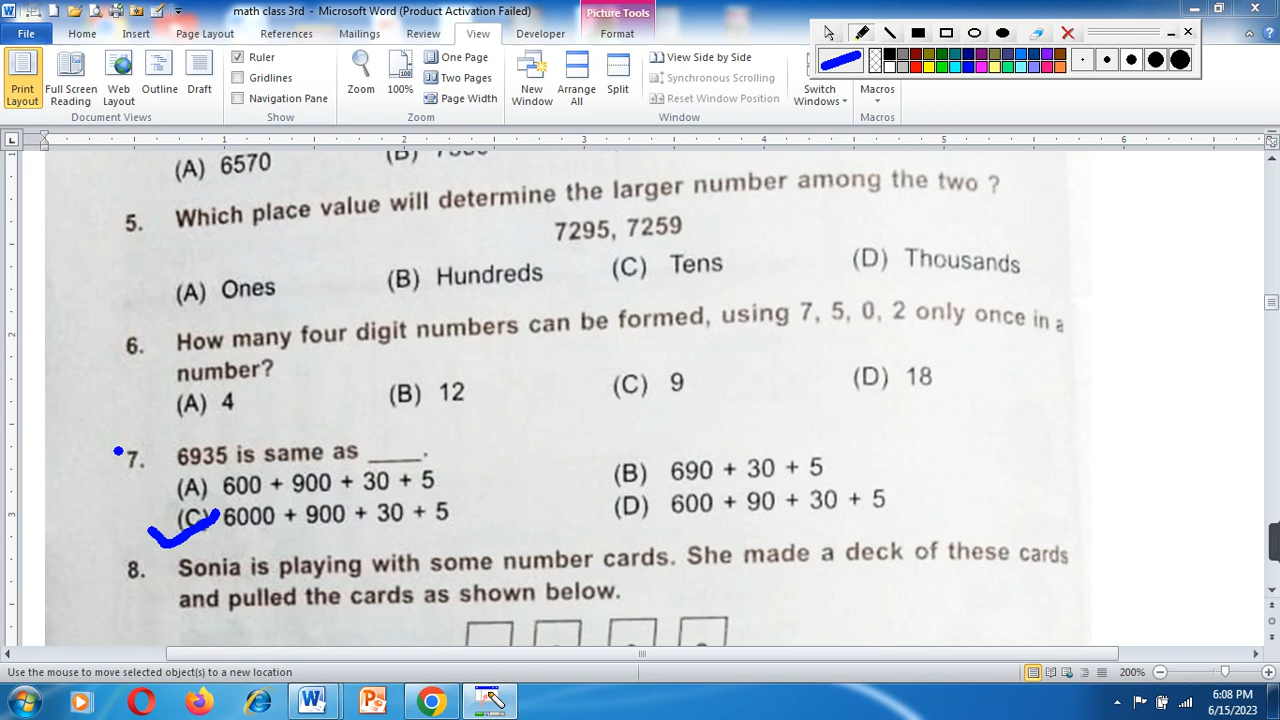 math class 3rd - Microsoft Word (Product Activation Failed)
Picture Tools
File Home Insert Page Layout References Mailings Review View Developer Format
Print Layout
Full Screen Reading
Web Layout
Outline
Draft
Document Views
Ruler
Gridlines
Navigation Pane
Show
Zoom
100%
One Page
Two Pages
Page Width
Zoom
New Window
Arrange All
Split
View Side by Side
Synchronous Scrolling
Reset Window Position
Window
Switch Windows
Macros
Macros
1 2 3 4 5 6
(A) 6570 (B)
5. Which place value will determine the larger number among the two ?
7295, 7259
(A) Ones (B) Hundreds (C) Tens (D) Thousands
6. How many four digit numbers can be formed, using 7, 5, 0, 2 only once in a
number?
(A) 4 (B) 12 (C) 9 (D) 18
7. 6935 is same as ____.
(A) 600 + 900 + 30 + 5 (B) 690 + 30 + 5
(C) 6000 + 900 + 30 + 5 (D) 600 + 90 + 30 + 5
8. Sonia is playing with some number cards. She made a deck of these cards
and pulled the cards as shown below.
Use the mouse to move selected object(s) to a new location
200%
6:08 PM
6/15/2023